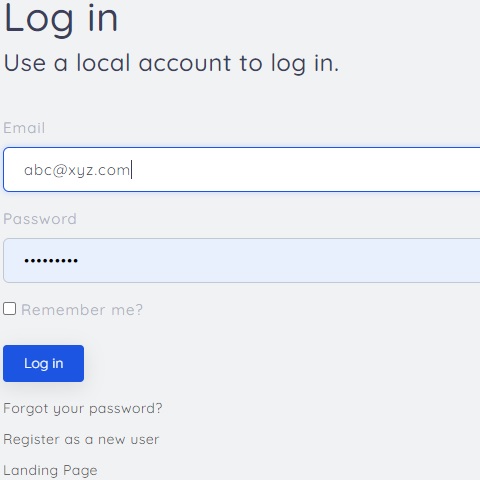 Log in
Use a local account to log in.
Email
abc@xyz.com
Password
•••••••••
Remember me?
Log in
Forgot your password?
Register as a new user
Landing Page